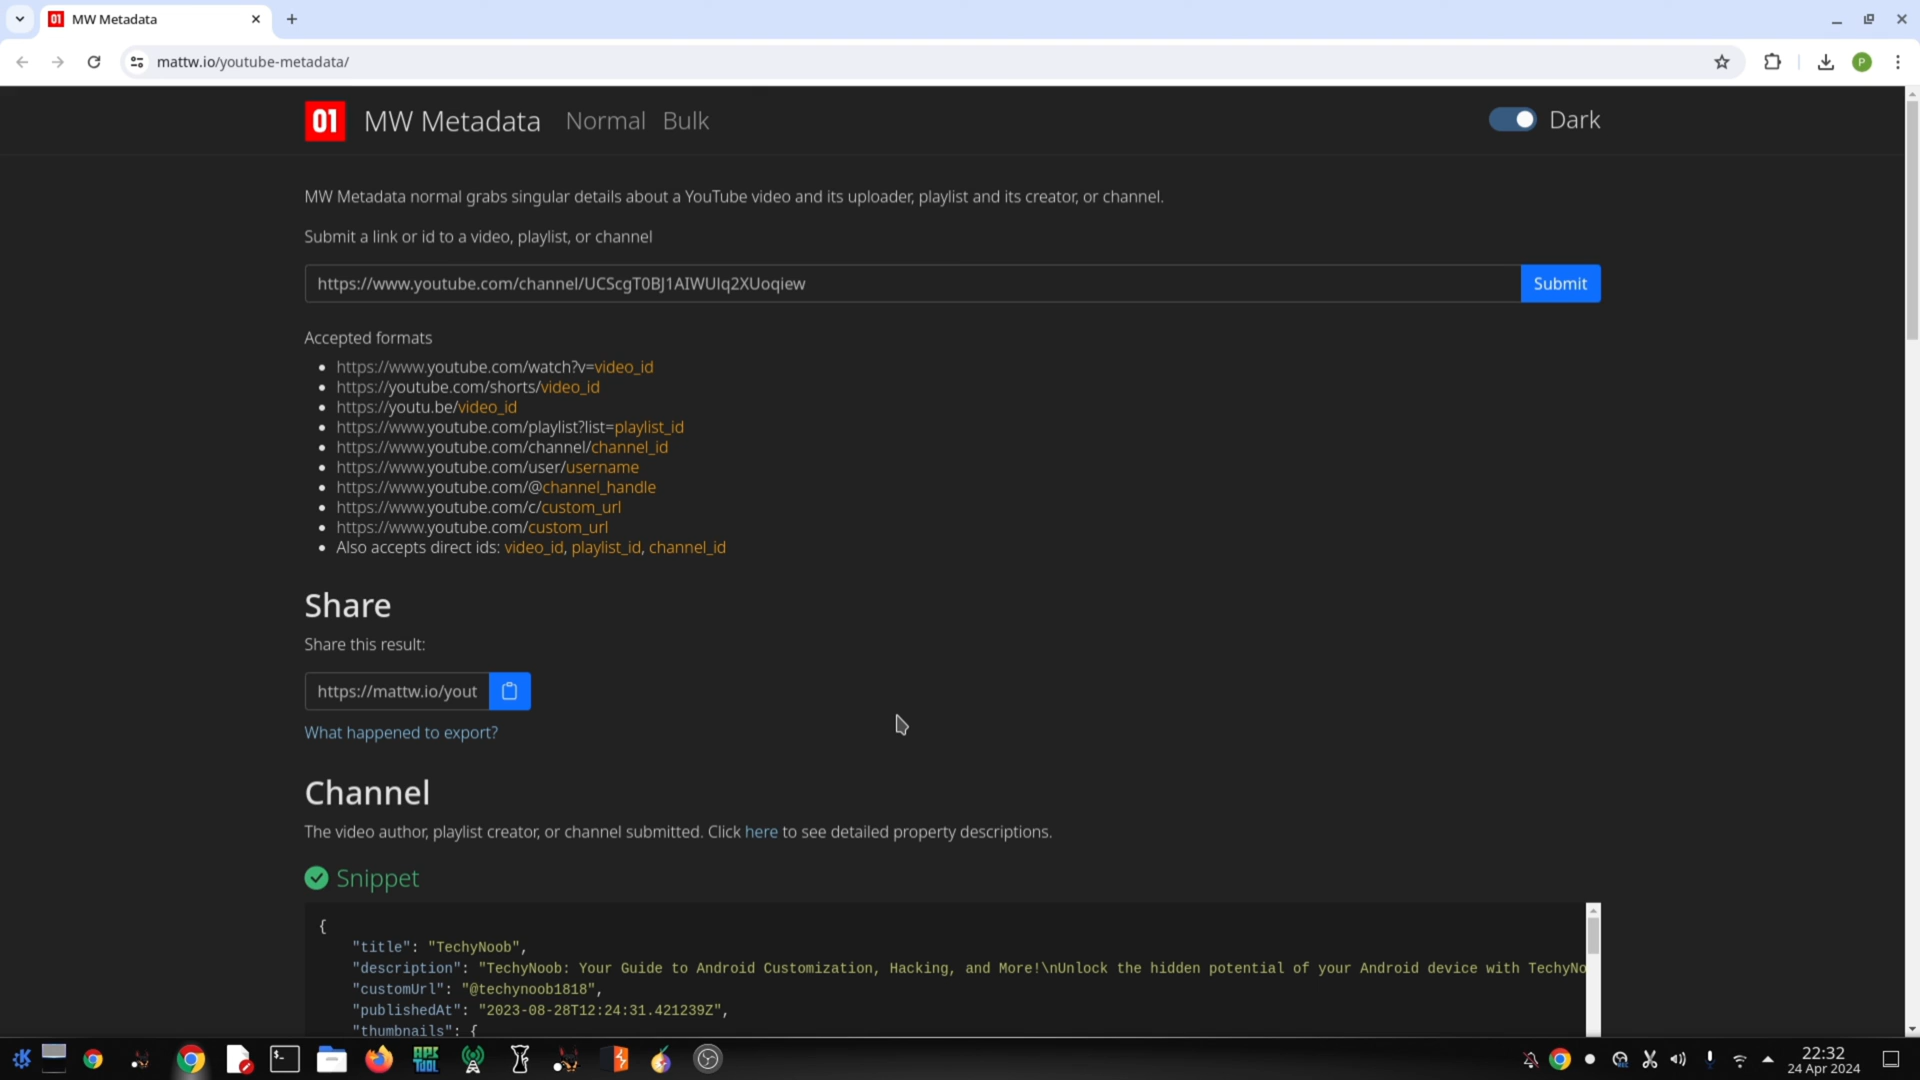 01 MW Metadata
mattw.io/youtube-metadata/
P
01 MW Metadata Normal Bulk Dark
MW Metadata normal grabs singular details about a YouTube video and its uploader, playlist and its creator, or channel.
Submit a link or id to a video, playlist, or channel
https://www.youtube.com/channel/UCScgT0BJ1AIWUlq2XUoqiew Submit
Accepted formats
https://www.youtube.com/watch?v=video_id
https://youtube.com/shorts/video_id
https://youtu.be/video_id
https://www.youtube.com/playlist?list=playlist_id
https://www.youtube.com/channel/channel_id
https://www.youtube.com/user/username
https://www.youtube.com/@channel_handle
https://www.youtube.com/c/custom_url
https://www.youtube.com/custom_url
Also accepts direct ids: video_id, playlist_id, channel_id
Share
Share this result:
https://mattw.io/yout
What happened to export?
Channel
The video author, playlist creator, or channel submitted. Click here to see detailed property descriptions.
Snippet
{
"title": "TechyNoob",
"description": "TechyNoob: Your Guide to Android Customization, Hacking, and More!\nUnlock the hidden potential of your Android device with TechyNo
"customUrl": "@techynoob1818",
"publishedAt": "2023-08-28T12:24:31.421239Z",
"thumbnails": {
APK TOOL
22:32
24 Apr 2024